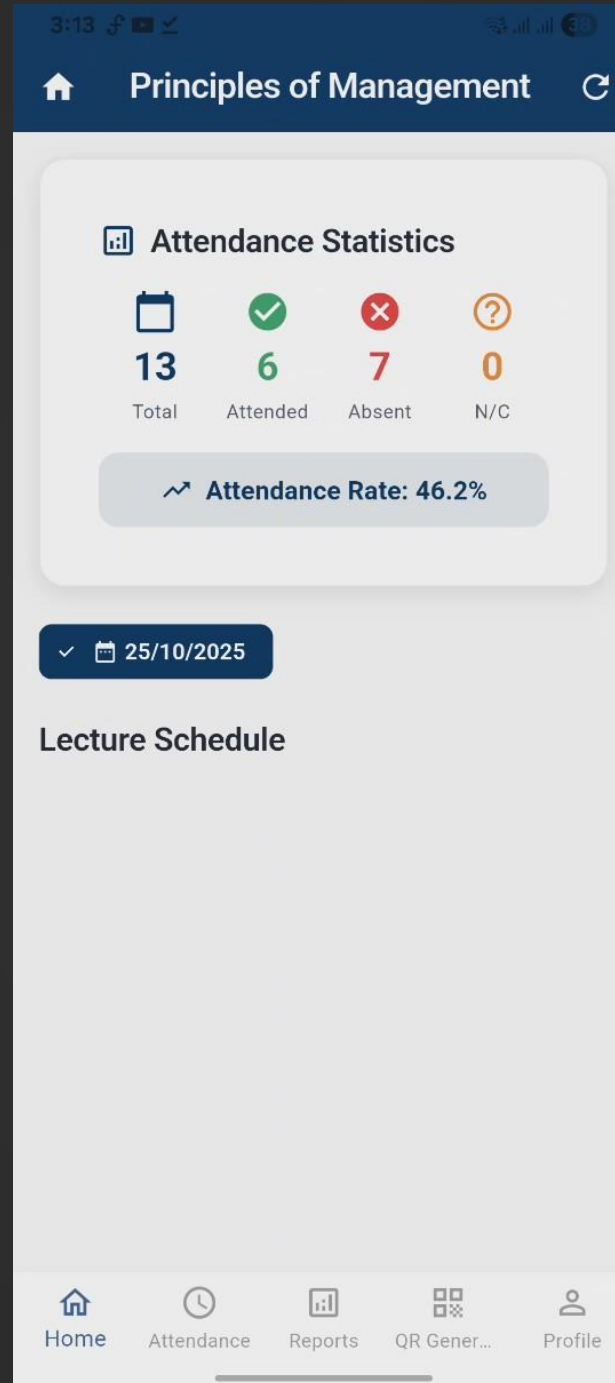 3:13
38
Principles of Management
Attendance Statistics
13 6 7 0
Total Attended Absent N/C
Attendance Rate: 46.2%
25/10/2025
Lecture Schedule
Home Attendance Reports QR Gener... Profile